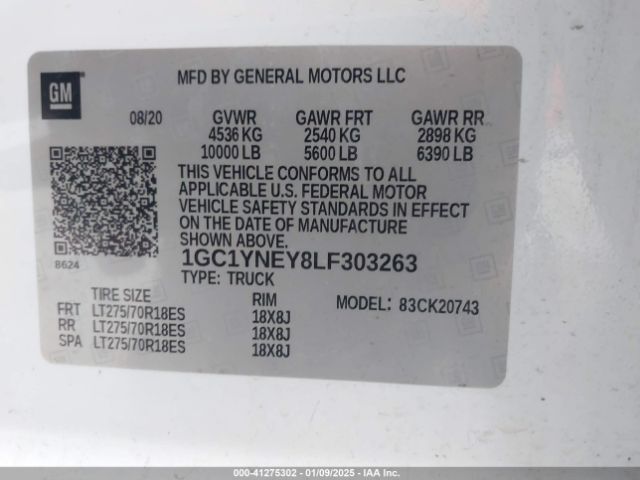 GM
MFD BY GENERAL MOTORS LLC
08/20 GVWR GAWR FRT GAWR RR
4536 KG 2540 KG 2898 KG
10000 LB 5600 LB 6390 LB
THIS VEHICLE CONFORMS TO ALL
APPLICABLE U.S. FEDERAL MOTOR
VEHICLE SAFETY STANDARDS IN EFFECT
ON THE DATE OF MANUFACTURE
SHOWN ABOVE.
8624
1GC1YNEY8LF303263
TYPE: TRUCK
TIRE SIZE RIM MODEL: 83CK20743
FRT LT275/70R18ES 18X8J
RR LT275/70R18ES 18X8J
SPA LT275/70R18ES 18X8J
000-41275302 - 01/09/2025 - IAA Inc.